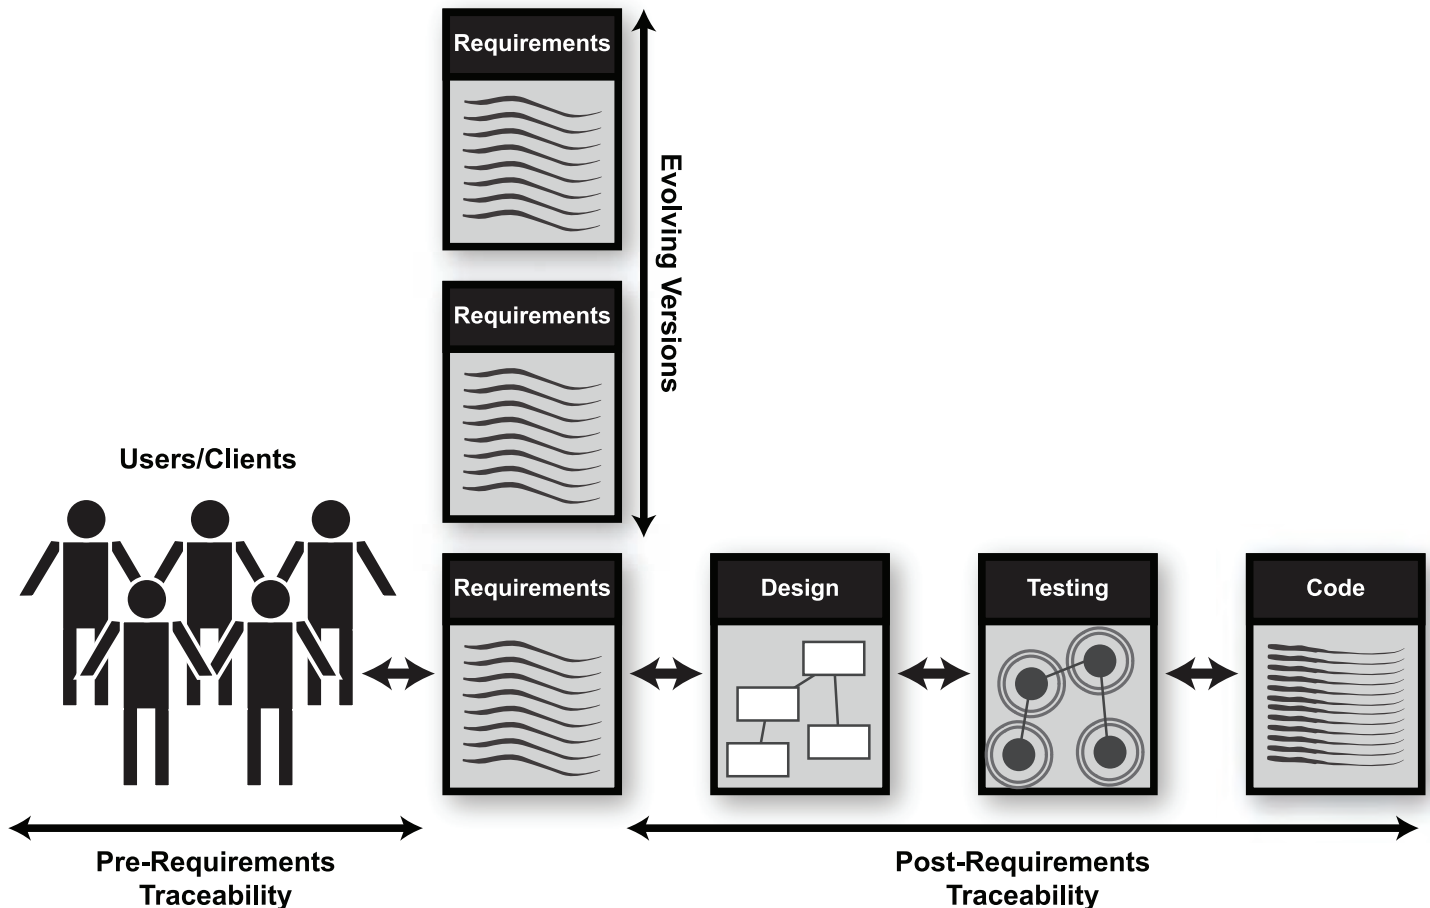 Requirements
Evolving Versions
Requirements
Users/Clients
Requirements
Design
Testing
Code
Pre-Requirements
Traceability
Post-Requirements
Traceability